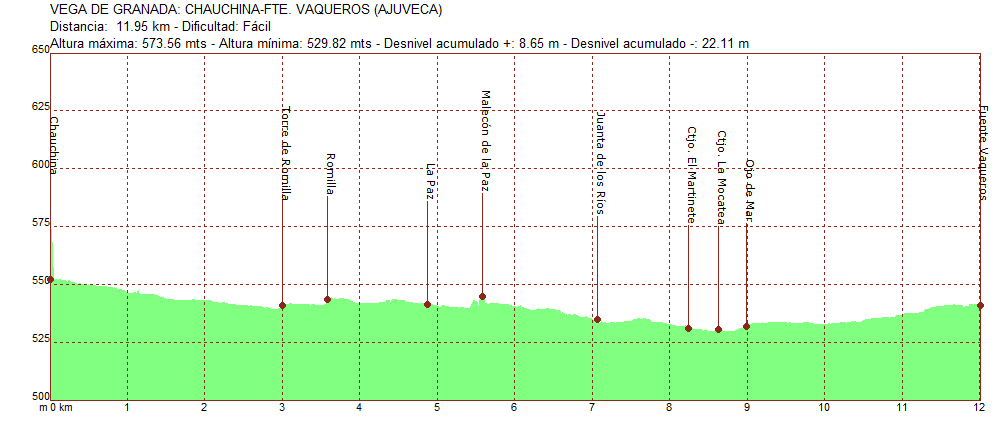 VEGA DE GRANADA: CHAUCHINA-FTE. VAQUEROS (AJUVECA)
Distancia:  11.95 km - Dificultad: Fácil
Altura máxima: 573.56 mts - Altura mínima: 529.82 mts - Desnivel acumulado +: 8.65 m - Desnivel acumulado -: 22.11 m
650
625
600
575
550
525
500
Chauchina
Torre de Romilla
Romilla
La Paz
Malecón de la Paz
Juanta de los Ríos
Ctjo. El Martinete
Ctjo. La Mocatea
Ojo de Mar
Fuente Vaqueros
m 0 km 1 2 3 4 5 6 7 8 9 10 11 12